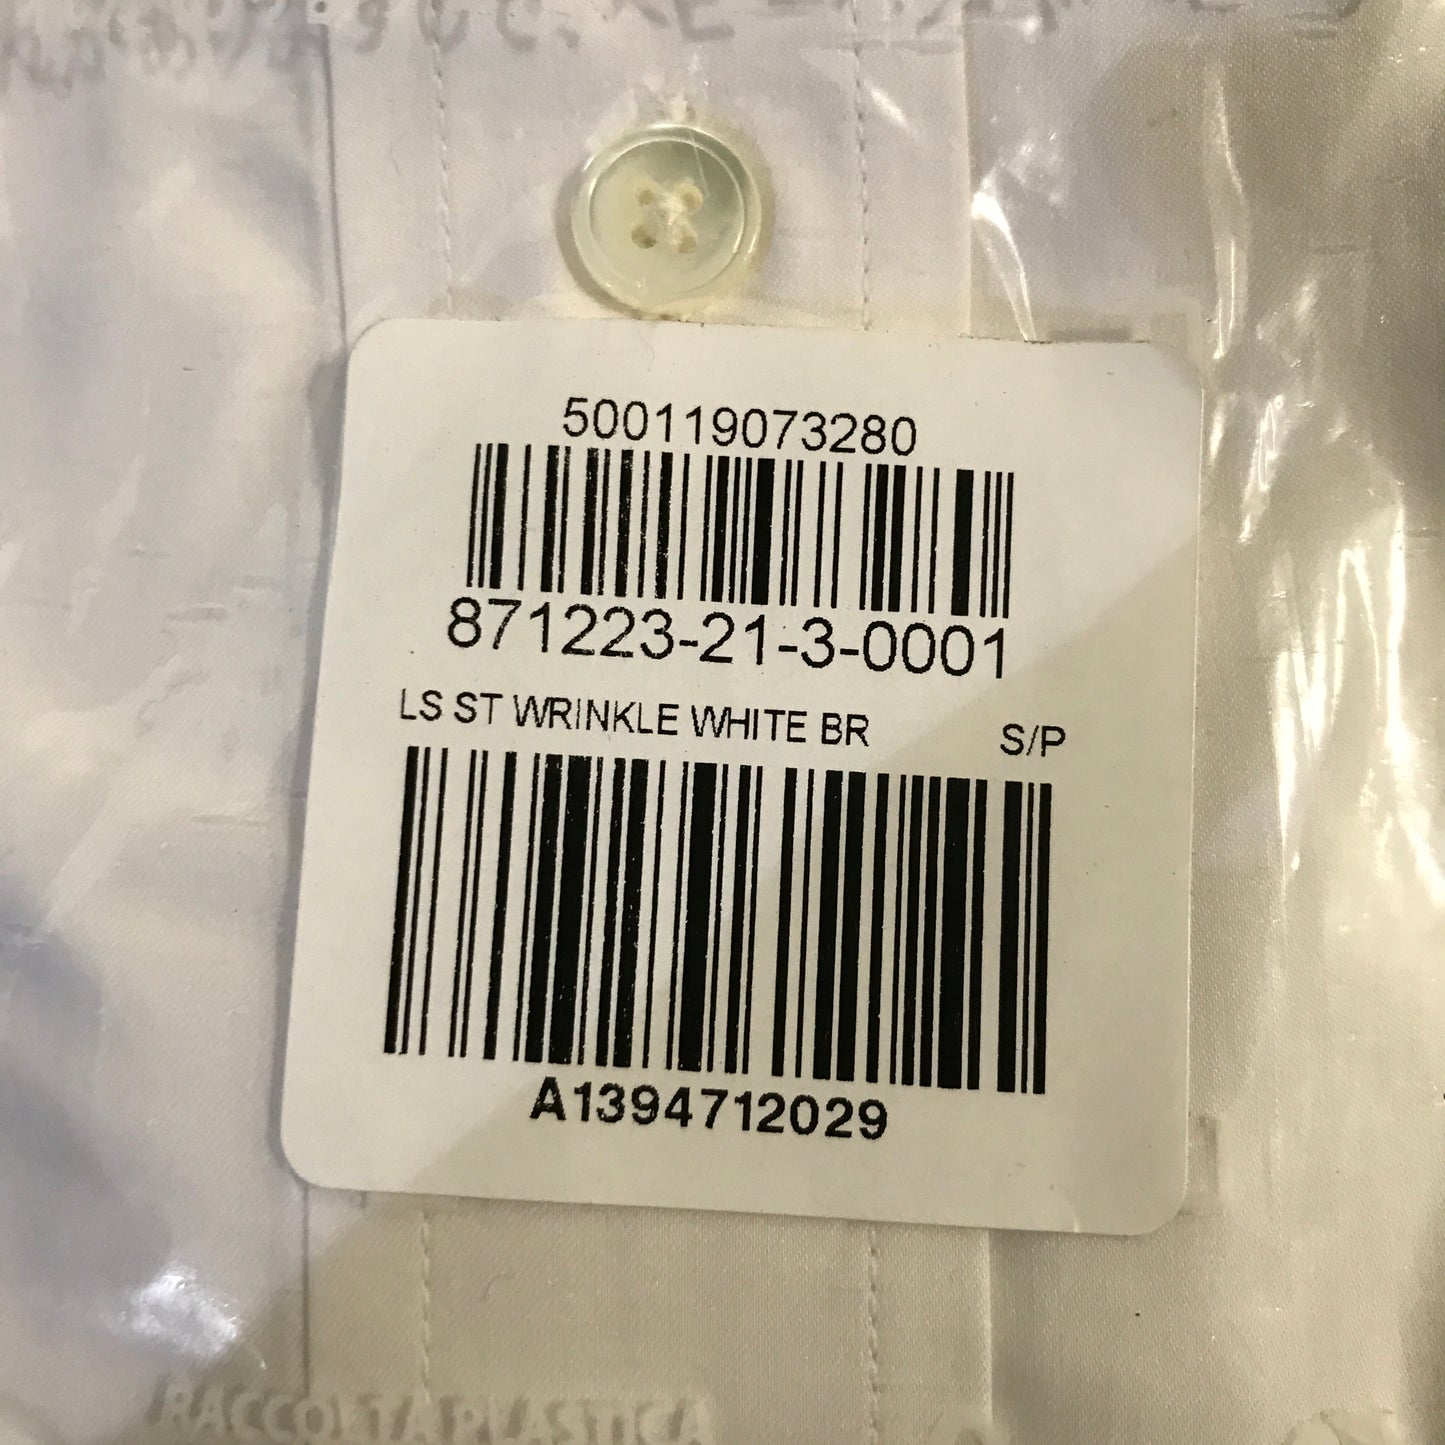 500119073280
871223-21-3-0001
LS ST WRINKLE WHITE BR S/P
A1394712029
RACCOLTA PLASTICA